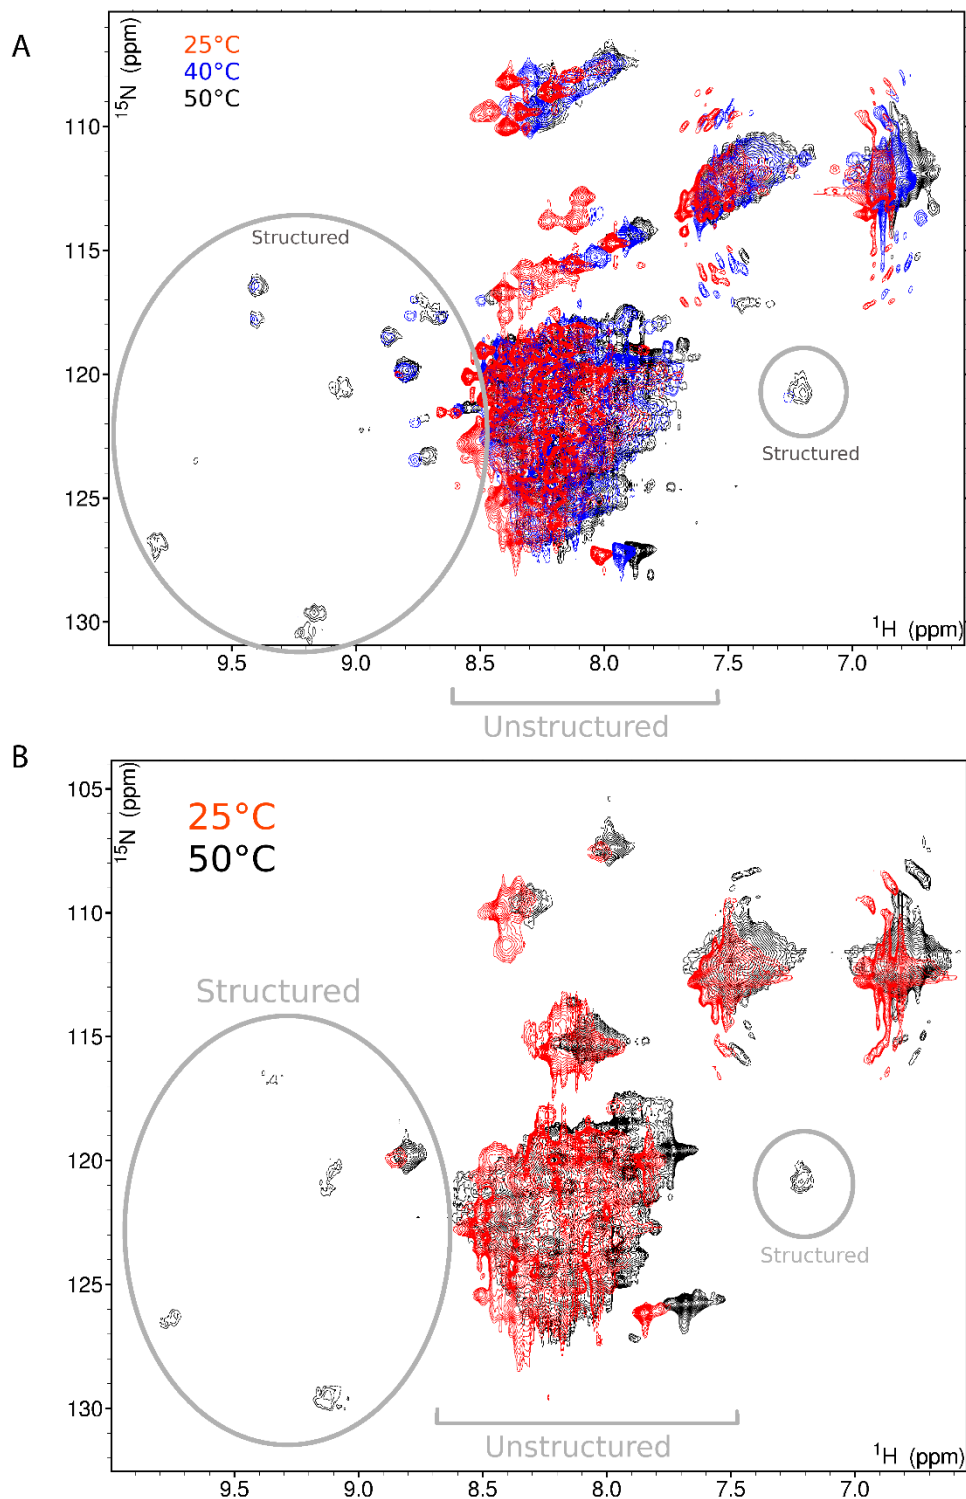 A
25°C
40°C
50°C
15N (ppm)
110
115
120
125
130
Structured
Structured
1H (ppm)
9.5 9.0 8.5 8.0 7.5 7.0
Unstructured
B
25°C
50°C
15N (ppm)
105
110
115
120
125
130
Structured
Structured
Unstructured
1H (ppm)
9.5 9.0 8.5 8.0 7.5 7.0